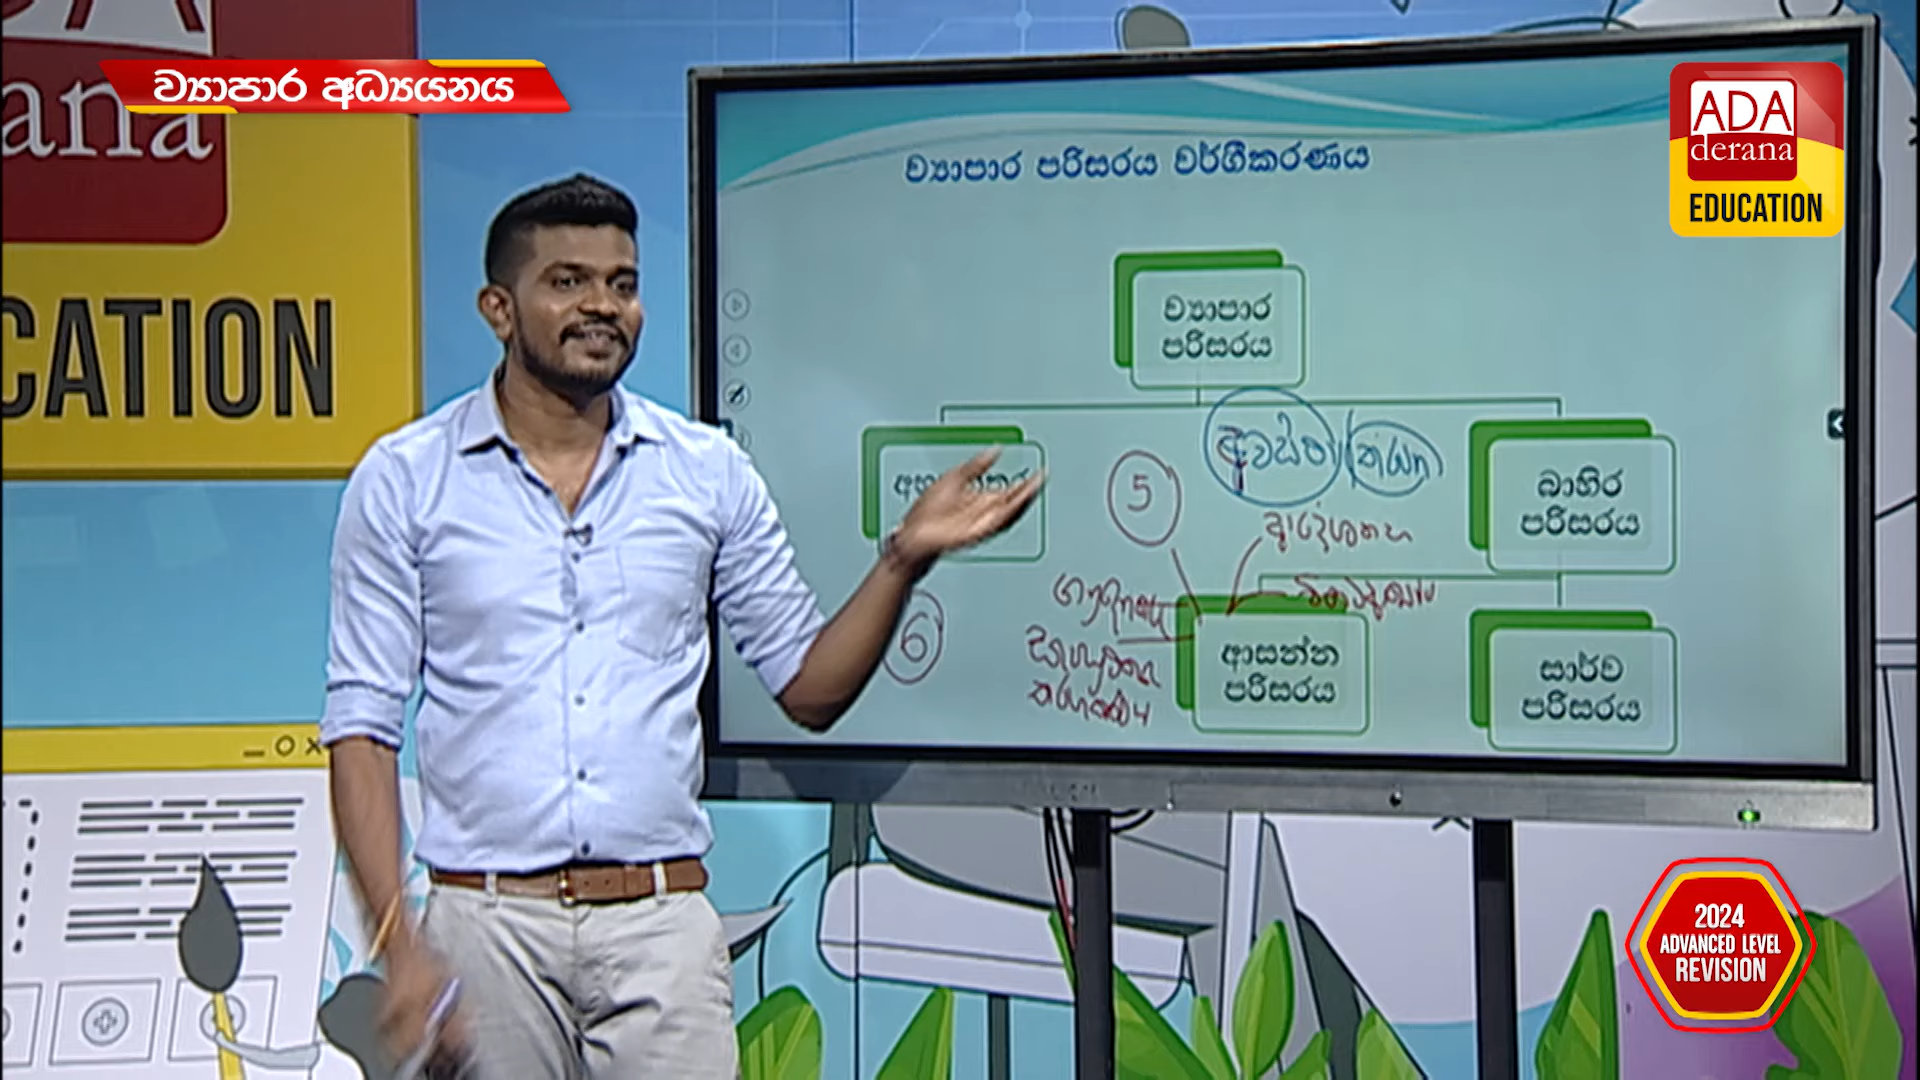 ව්‍යාපාර අධ්‍යයනය
ADA
derana
EDUCATION
ana
CATION
ව්‍යාපාර පරිසරය වර්ගීකරණය
ව්‍යාපාර
පරිසරය
අවස්ථා
5
බාහිර
පරිසරය
6
ආසන්න
පරිසරය
සාර්ව
පරිසරය
2024
ADVANCED LEVEL
REVISION